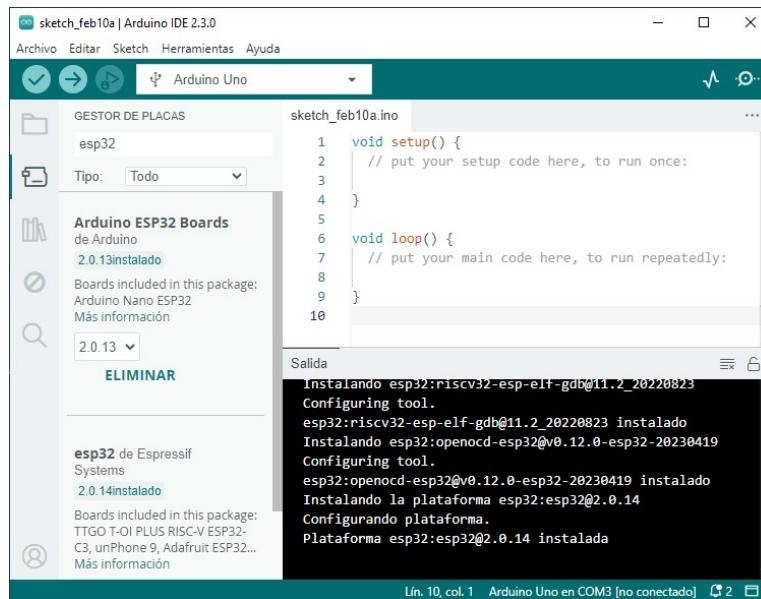 sketch_feb10a | Arduino IDE 2.3.0
Archivo Editar Sketch Herramientas Ayuda
Arduino Uno
GESTOR DE PLACAS
esp32
Tipo: Todo
Arduino ESP32 Boards
de Arduino
2.0.13instalado
Boards included in this package:
Arduino Nano ESP32
Más información
2.0.13
ELIMINAR
esp32 de Espressif
Systems
2.0.14instalado
Boards included in this package:
TTGO T-OI PLUS RISC-V ESP32-
C3, unPhone 9, Adafruit ESP32...
Más información
sketch_feb10a.ino
1 void setup() {
2 // put your setup code here, to run once:
3
4 }
5
6 void loop() {
7 // put your main code here, to run repeatedly:
8
9 }
10
Salida
Instalando esp32:riscv32-esp-elf-gdb@11.2_20220823
Configuring tool.
esp32:riscv32-esp-elf-gdb@11.2_20220823 instalado
Instalando esp32:openocd-esp32@v0.12.0-esp32-20230419
Configuring tool.
esp32:openocd-esp32@v0.12.0-esp32-20230419 instalado
Instalando la plataforma esp32:esp32@2.0.14
Configurando plataforma.
Plataforma esp32:esp32@2.0.14 instalada
Lín. 10, col. 1 Arduino Uno en COM3 [no conectado] 2